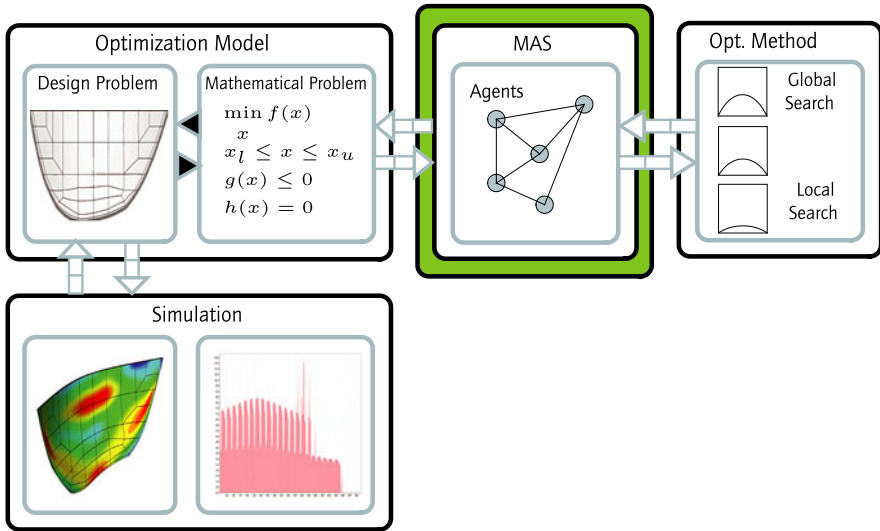 Optimization Model
Design Problem
Mathematical Problem
min f(x)
x
x_l ≤ x ≤ x_u
g(x) ≤ 0
h(x) = 0
MAS
Agents
Opt. Method
Global
Search
Local
Search
Simulation